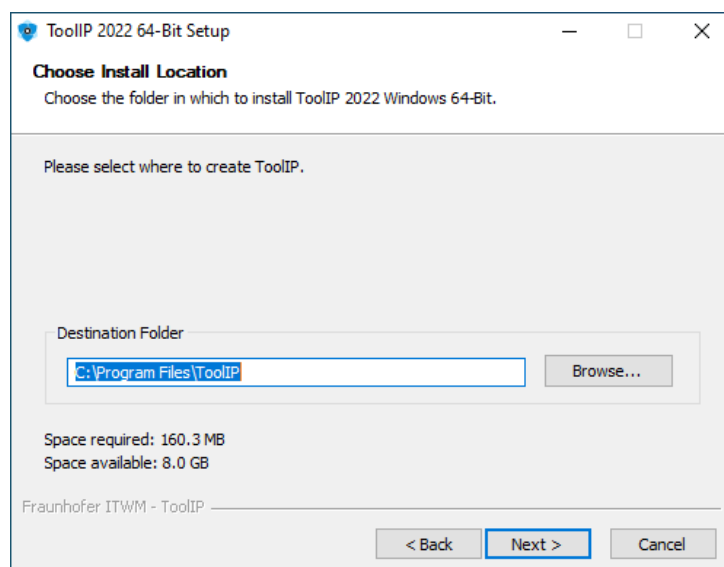 ToolIP 2022 64-Bit Setup
Choose Install Location
Choose the folder in which to install ToolIP 2022 Windows 64-Bit.
Please select where to create ToolIP.
Destination Folder
C:\Program Files\ToolIP
Browse...
Space required: 160.3 MB
Space available: 8.0 GB
Fraunhofer ITWM - ToolIP
< Back
Next >
Cancel